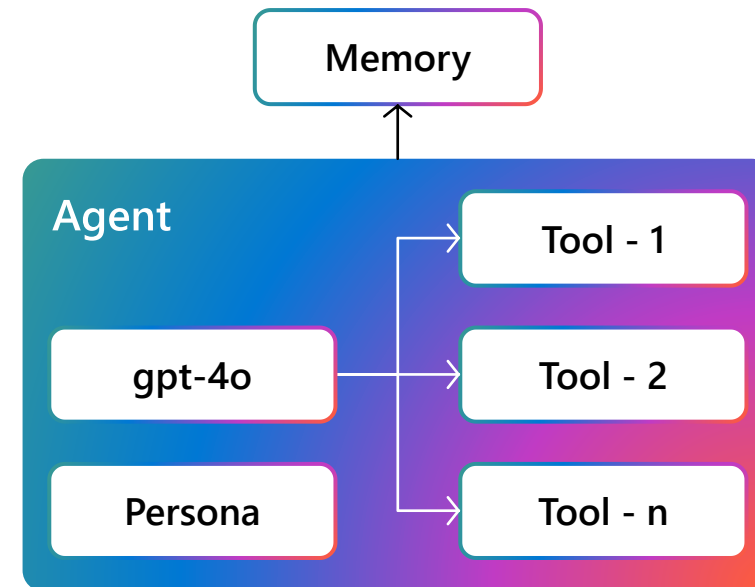 Memory
Agent
Tool - 1
gpt-4o
Tool - 2
Persona
Tool - n